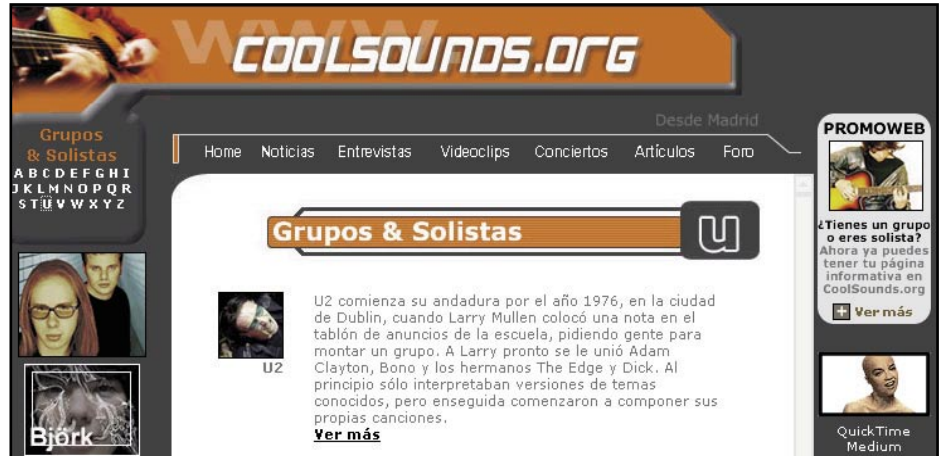 www.
COOLSOUNDS.org
Desde Madrid
Home Noticias Entrevistas Videoclips Conciertos Artículos Foro
Grupos
& Solistas
A B C D E F G H I
J K L M N O P Q R
S T U V W X Y Z
Björk
Grupos & Solistas u
U2
U2 comienza su andadura por el año 1976, en la ciudad
de Dublin, cuando Larry Mullen colocó una nota en el
tablón de anuncios de la escuela, pidiendo gente para
montar un grupo. A Larry pronto se le unió Adam
Clayton, Bono y los hermanos The Edge y Dick. Al
principio sólo interpretaban versiones de temas
conocidos, pero enseguida comenzaron a componer sus
propias canciones.
Ver más
PROMOWEB
¿Tienes un grupo
o eres solista?
Ahora ya puedes
tener tu página
informativa en
CoolSounds.org
+ Ver más
QuickTime
Medium